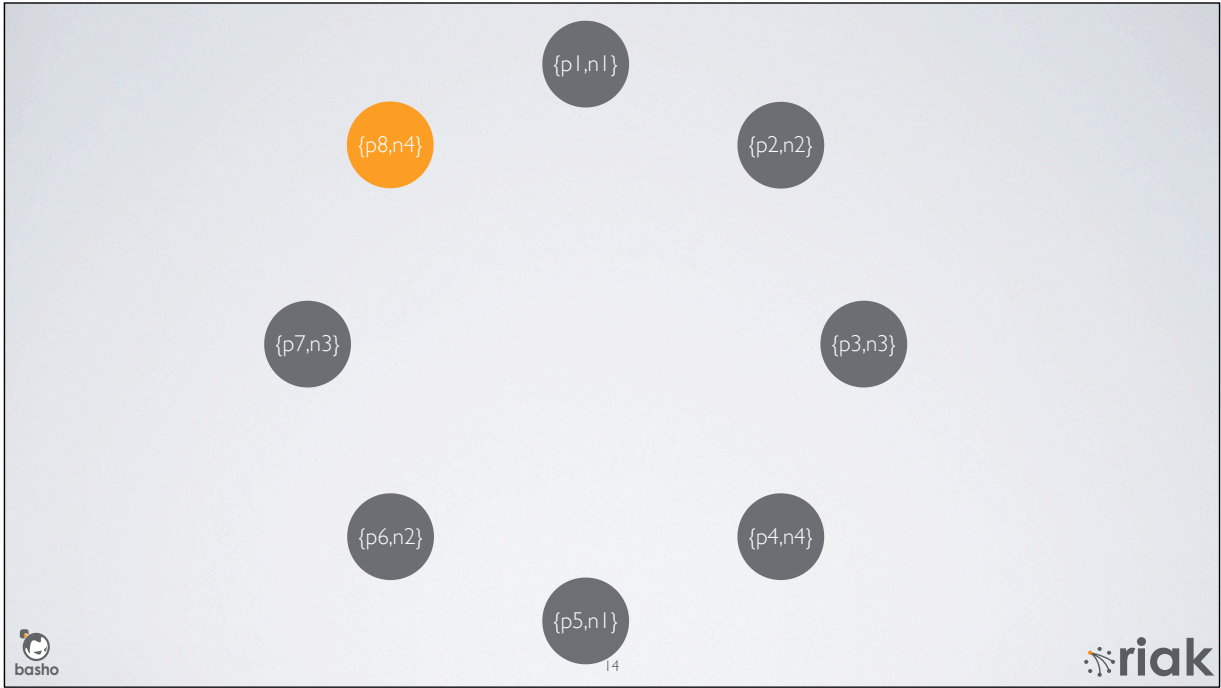 {p1,n1}
{p8,n4}
{p2,n2}
{p7,n3}
{p3,n3}
{p6,n2}
{p4,n4}
{p5,n1}
14
basho
riak